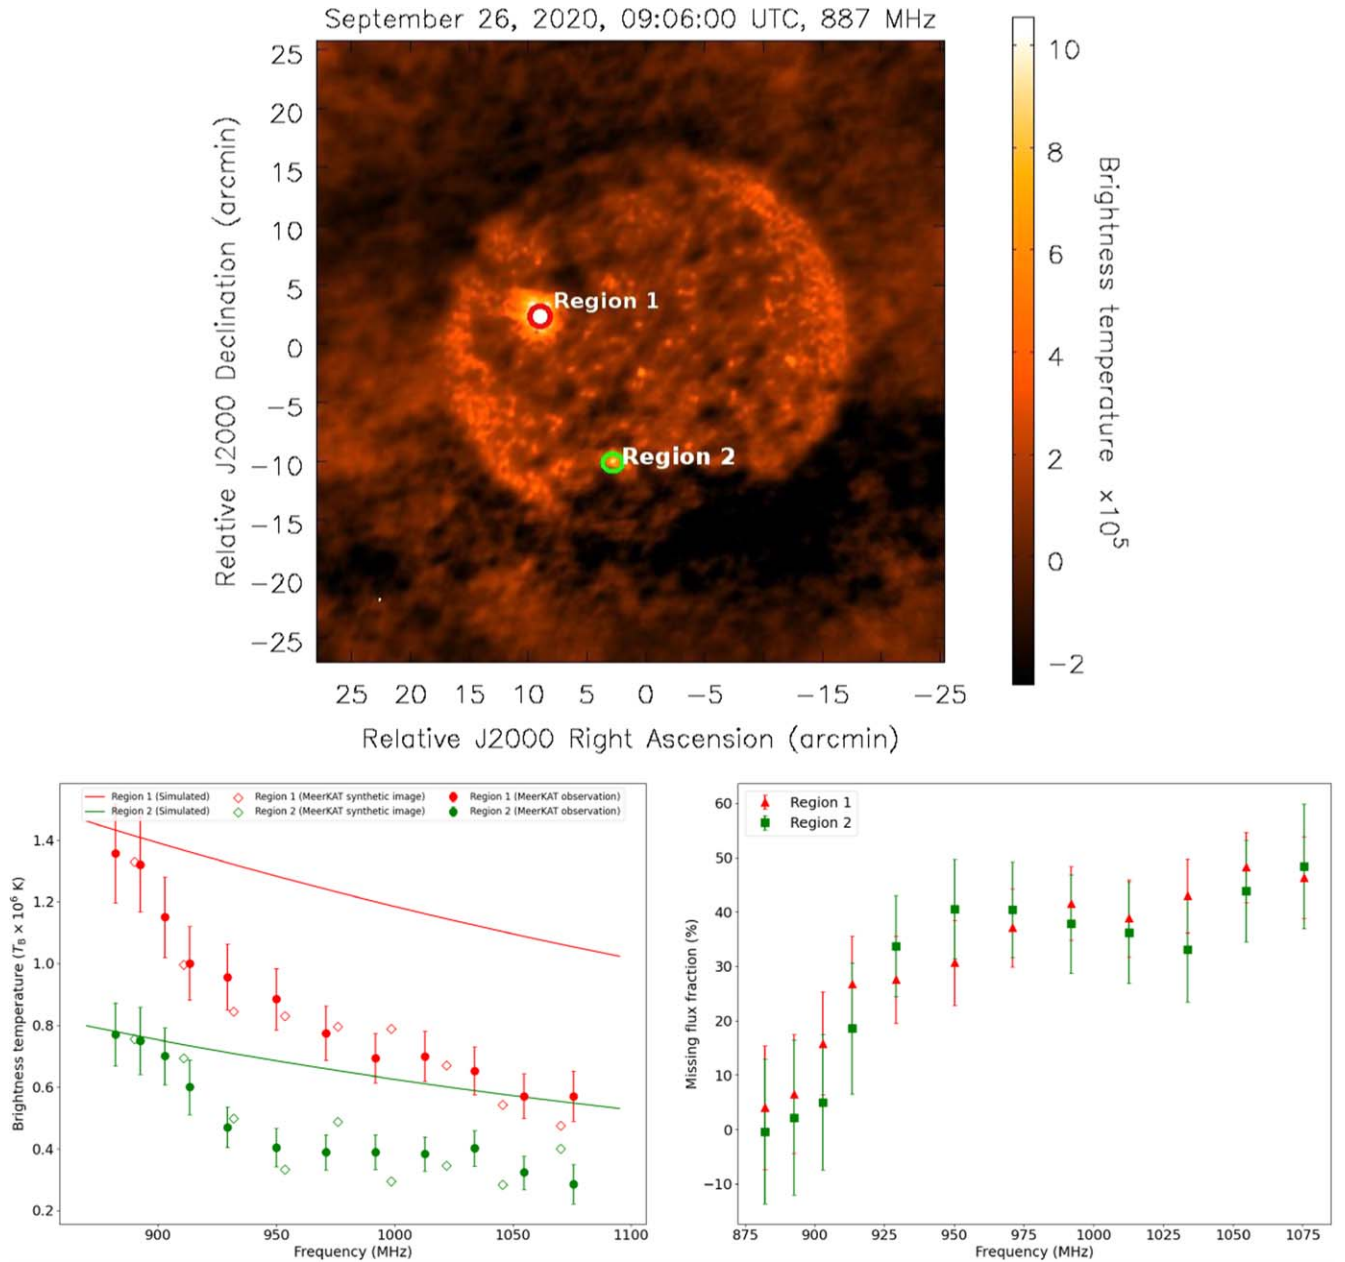 September 26, 2020, 09:06:00 UTC, 887 MHz
25
20
15
10
5
0
−5
−10
−15
−20
−25
Relative J2000 Declination (arcmin)
Region 1
Region 2
25 20 15 10 5 0 −5 −15 −25
Relative J2000 Right Ascension (arcmin)
10
8
6
4
2
0
−2
Brightness temperature x10⁵
Region 1 (Simulated)
Region 2 (Simulated)
Region 1 (MeerKAT synthetic image)
Region 2 (MeerKAT synthetic image)
Region 1 (MeerKAT observation)
Region 2 (MeerKAT observation)
1.4
1.2
1.0
0.8
0.6
0.4
0.2
Brightness temperature (T_B × 10⁶ K)
900 950 1000 1050 1100
Frequency (MHz)
Region 1
Region 2
60
50
40
30
20
10
0
−10
Missing flux fraction (%)
875 900 925 950 975 1000 1025 1050 1075
Frequency (MHz)